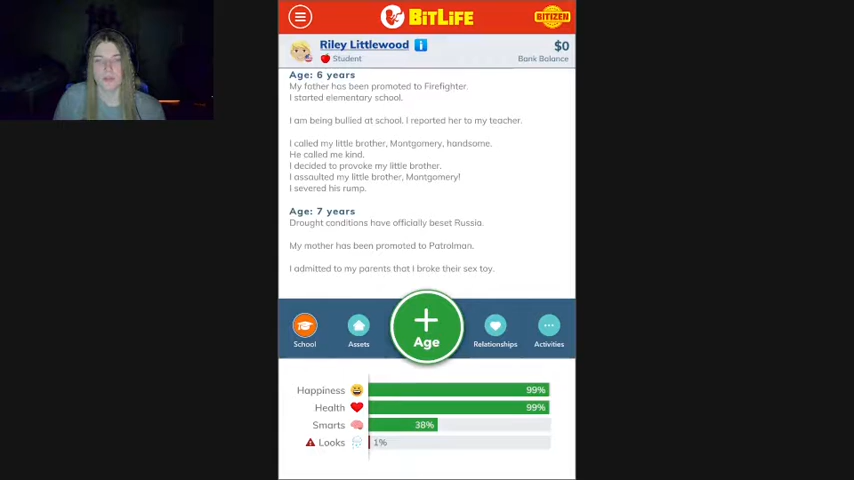 BitLife
BITIZEN
Riley Littlewood
$0
Student
Bank Balance
Age: 6 years
My father has been promoted to Firefighter.
I started elementary school.
I am being bullied at school. I reported her to my teacher.
I called my little brother, Montgomery, handsome.
He called me kind.
I decided to provoke my little brother.
I assaulted my little brother, Montgomery!
I severed his rump.
Age: 7 years
Drought conditions have officially beset Russia.
My mother has been promoted to Patrolman.
I admitted to my parents that I broke their sex toy.
School
Assets
+
Age
Relationships
Activities
Happiness 99%
Health 99%
Smarts 38%
Looks 1%